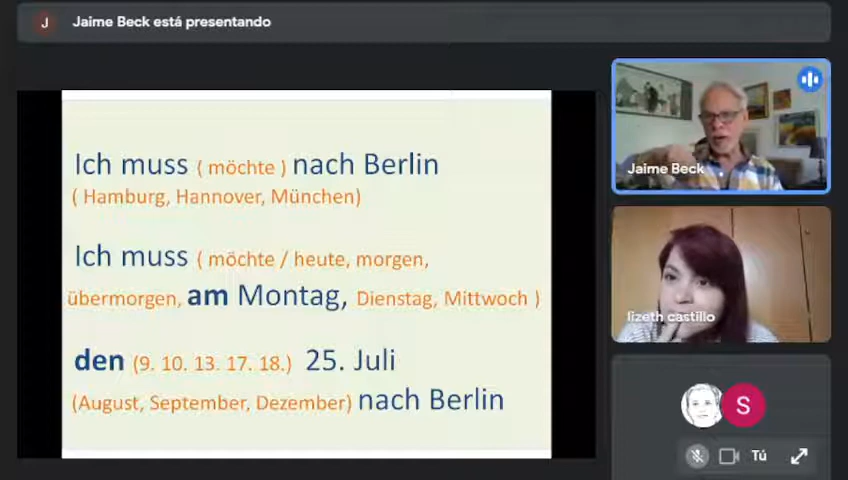 J Jaime Beck está presentando
Ich muss ( möchte ) nach Berlin
( Hamburg, Hannover, München)
Ich muss ( möchte / heute, morgen,
übermorgen, am Montag, Dienstag, Mittwoch )
den (9. 10. 13. 17. 18.) 25. Juli
(August, September, Dezember) nach Berlin
Jaime Beck
lizeth castillo
S
Tú